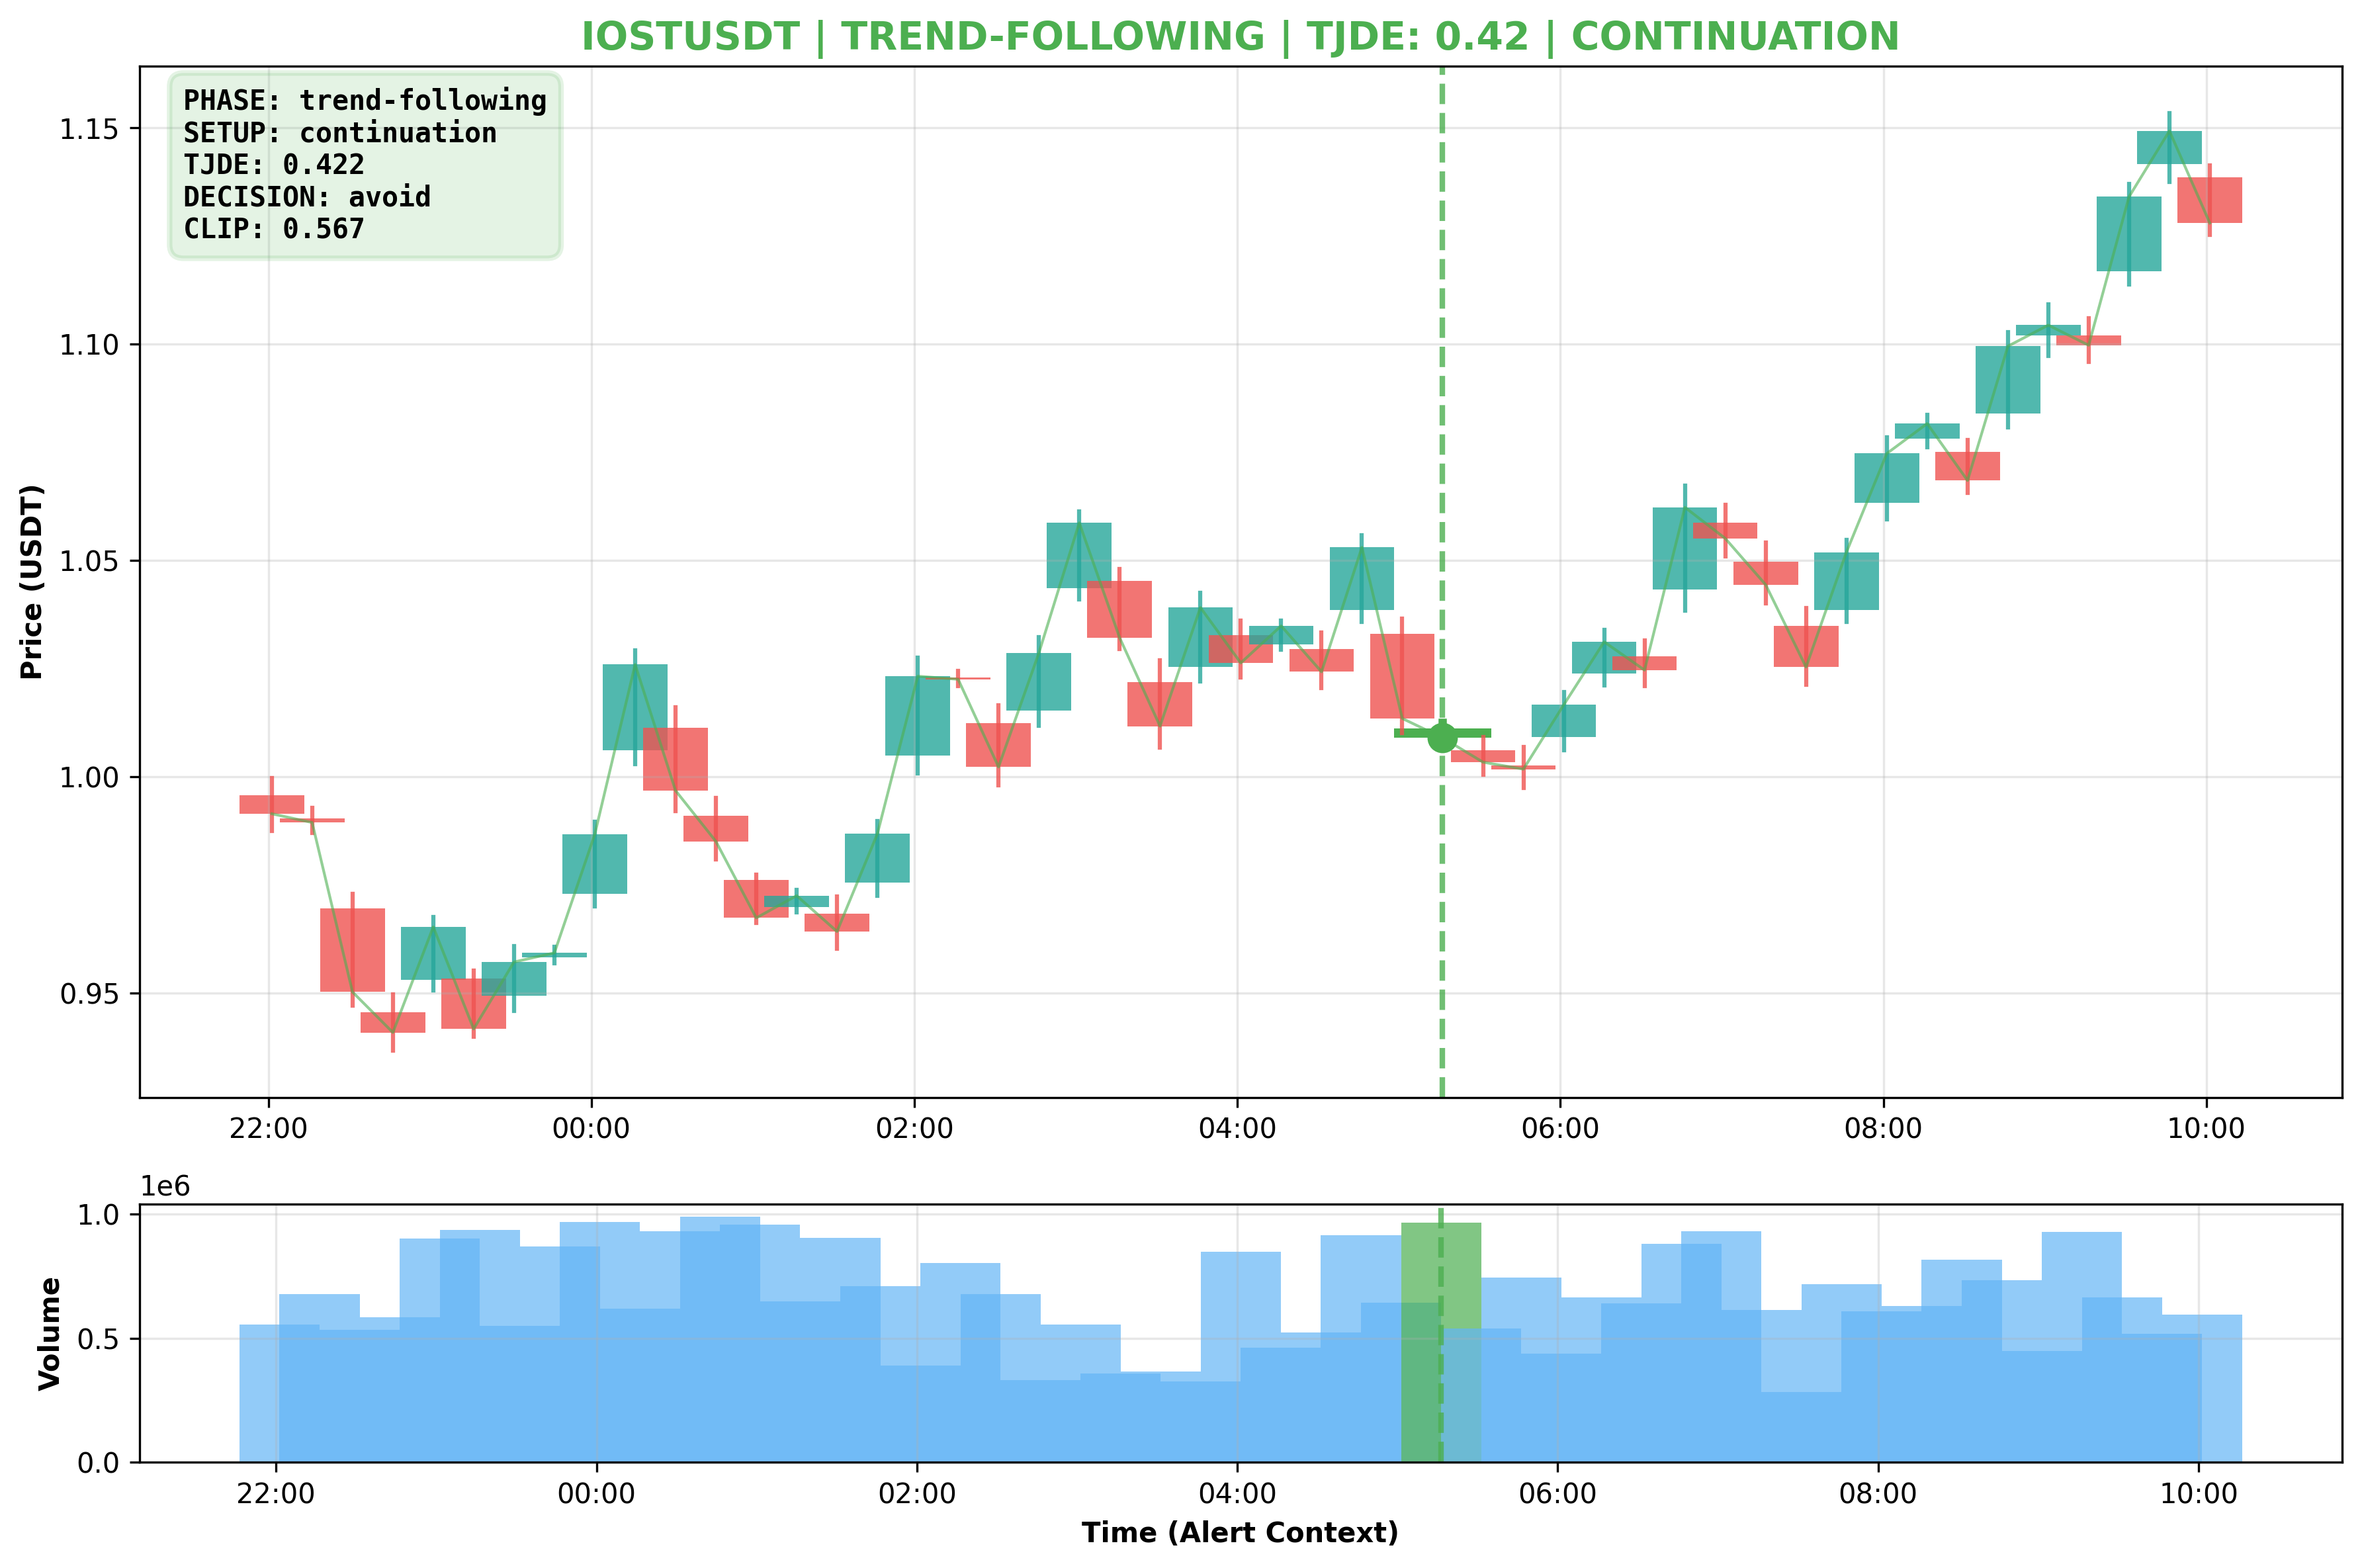 IOSTUSDT | TREND-FOLLOWING | TJDE: 0.42 | CONTINUATION
PHASE: trend-following
SETUP: continuation
TJDE: 0.422
DECISION: avoid
CLIP: 0.567
Price (USDT)
1.15
1.10
1.05
1.00
0.95
22:00 00:00 02:00 04:00 06:00 08:00 10:00
1e6
Volume
1.0
0.5
0.0
22:00 00:00 02:00 04:00 06:00 08:00 10:00
Time (Alert Context)